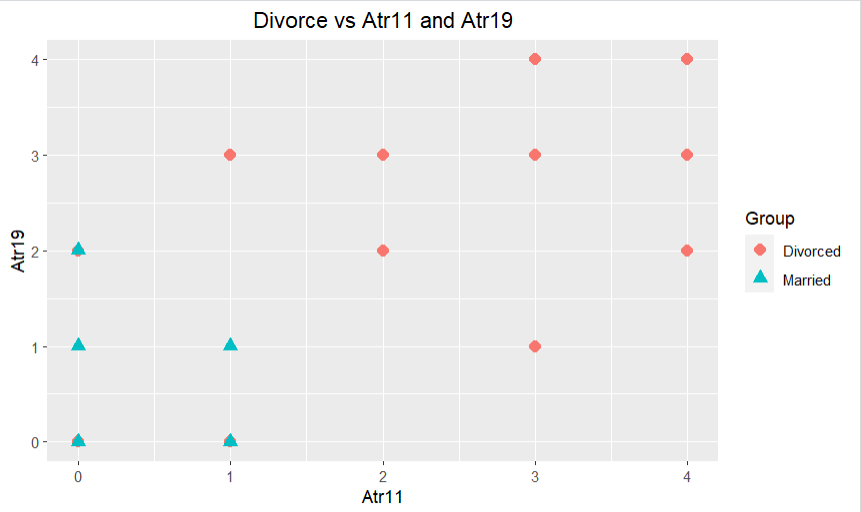 Divorce vs Atr11 and Atr19
4
3
2
1
0
Atr19
0 1 2 3 4
Atr11
Group
Divorced
Married